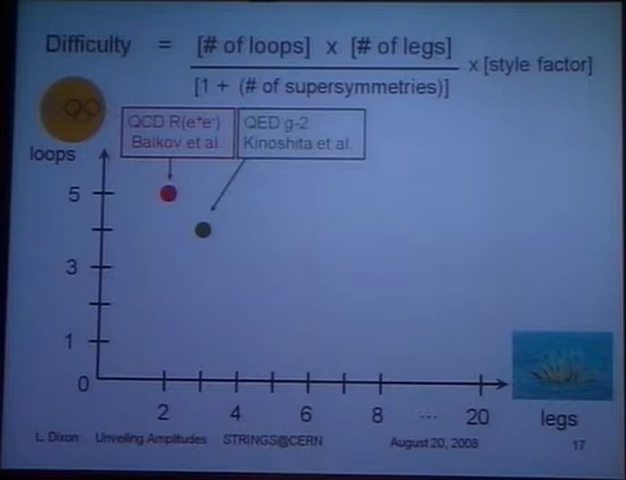 Difficulty = [# of loops] x [# of legs] x [style factor]
[1 + (# of supersymmetries)]
QCD R(e⁺e⁻) QED g-2
Baikov et al. Kinoshita et al.
loops
5
3
1
0
2 4 6 8 ... 20 legs
L. Dixon Unveiling Amplitudes STRINGS@CERN August 20, 2008 17